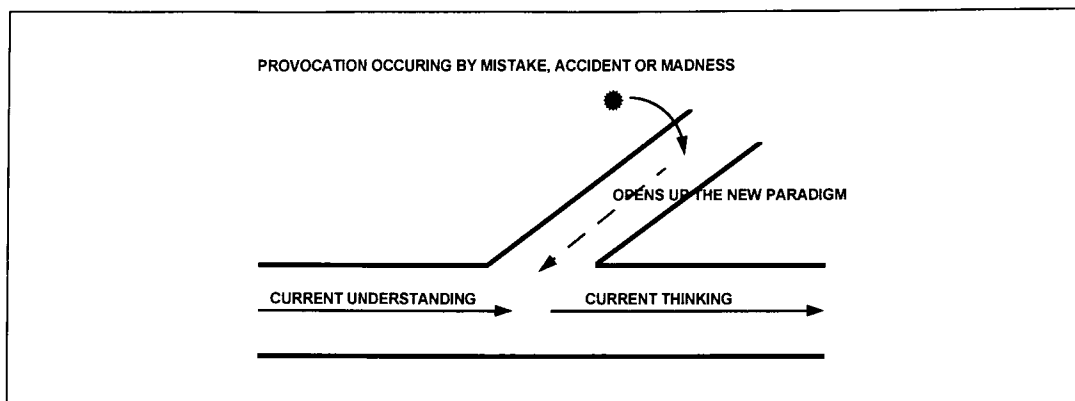 PROVOCATION OCCURING BY MISTAKE, ACCIDENT OR MADNESS
OPENS UP THE NEW PARADIGM
CURRENT UNDERSTANDING
CURRENT THINKING